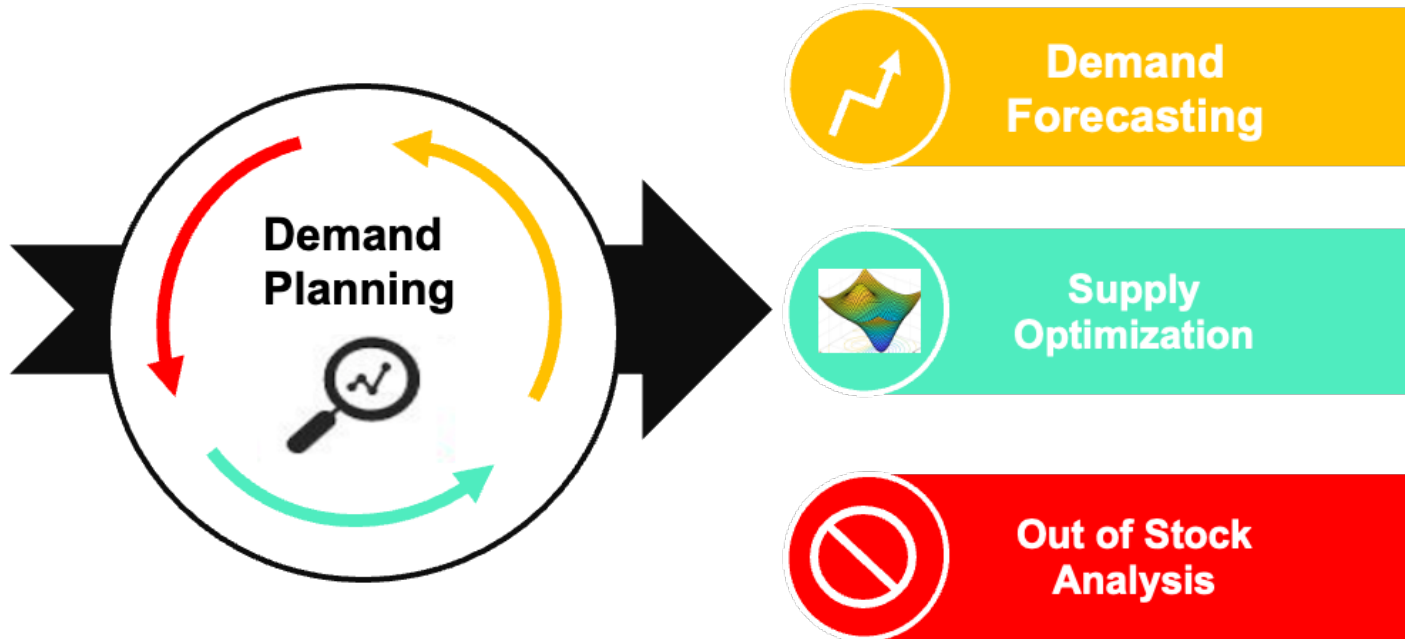 Demand
Planning
Demand
Forecasting
Supply
Optimization
Out of Stock
Analysis